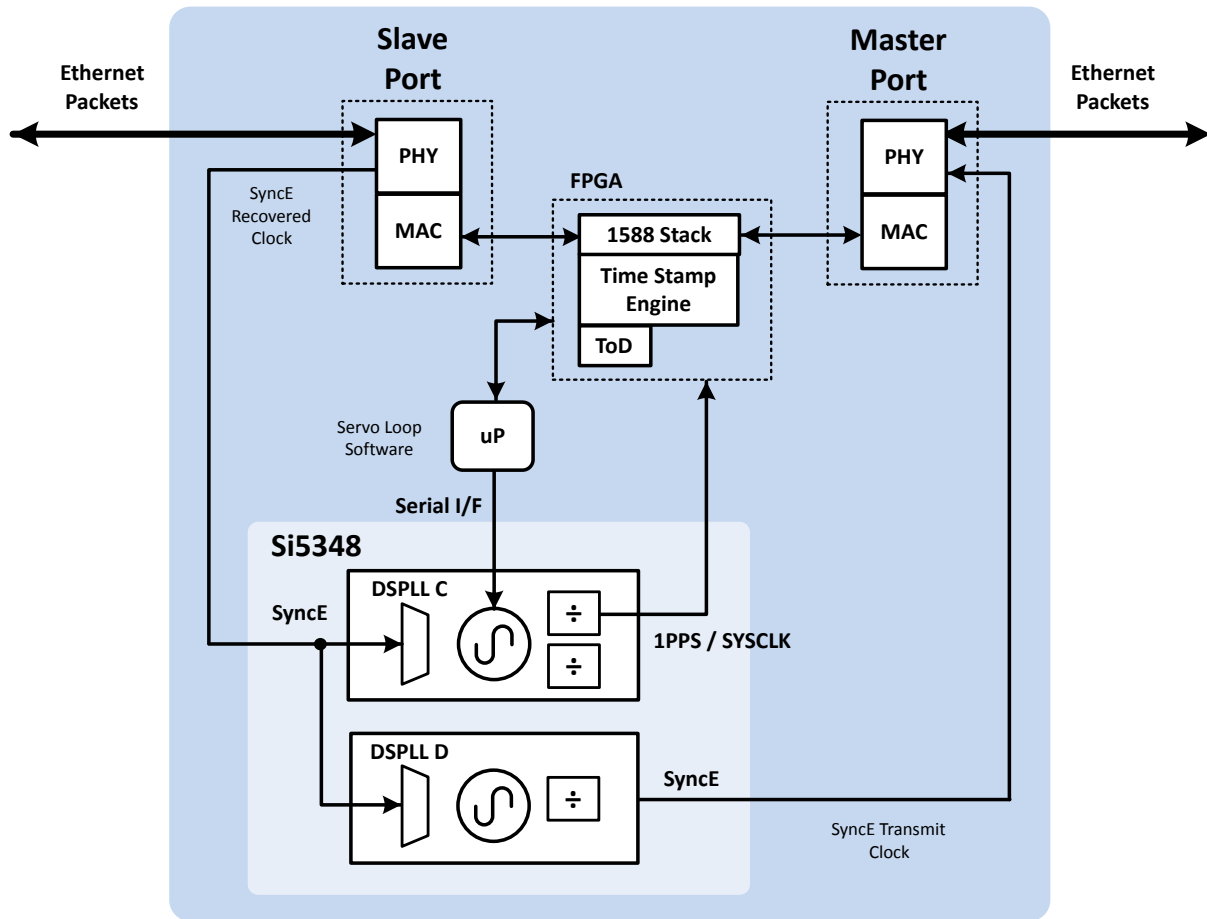 Slave
Port
Master
Port
Ethernet
Packets
Ethernet
Packets
PHY
MAC
SyncE
Recovered
Clock
FPGA
1588 Stack
Time Stamp
Engine
ToD
PHY
MAC
Servo Loop
Software
uP
Serial I/F
Si5348
DSPLL C
SyncE
÷
÷
1PPS / SYSCLK
DSPLL D
÷
SyncE
SyncE Transmit
Clock